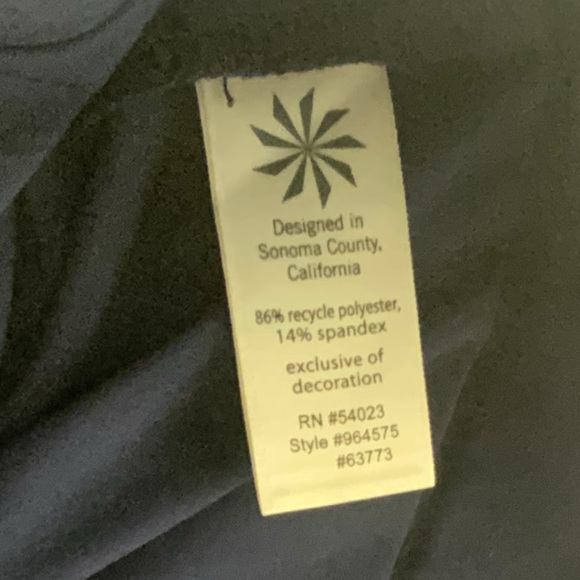 Designed in
Sonoma County,
California
86% recycle polyester,
14% spandex
exclusive of
decoration
RN #54023
Style #964575
#63773